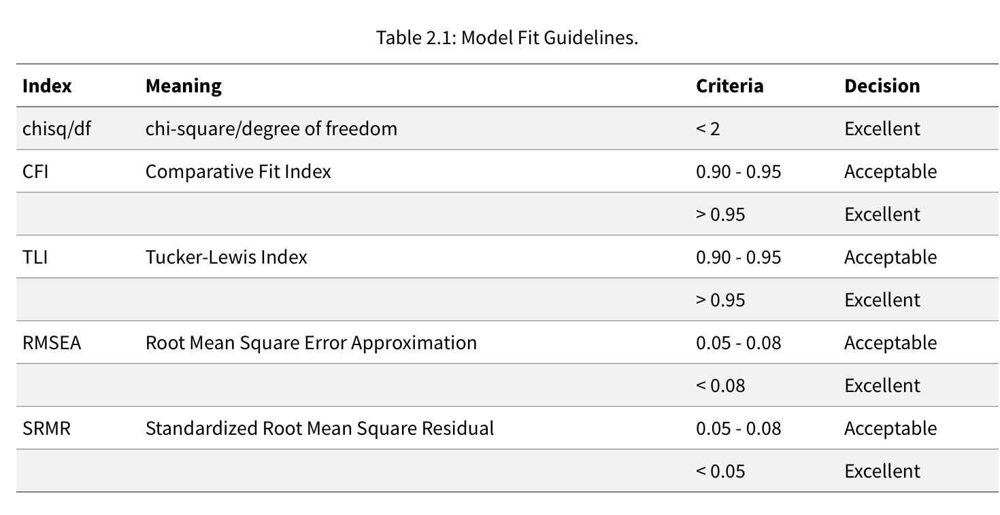 Table 2.1: Model Fit Guidelines.
Index Meaning Criteria Decision
chisq/df chi-square/degree of freedom < 2 Excellent
CFI Comparative Fit Index 0.90 - 0.95 Acceptable
> 0.95 Excellent
TLI Tucker-Lewis Index 0.90 - 0.95 Acceptable
> 0.95 Excellent
RMSEA Root Mean Square Error Approximation 0.05 - 0.08 Acceptable
< 0.08 Excellent
SRMR Standardized Root Mean Square Residual 0.05 - 0.08 Acceptable
< 0.05 Excellent